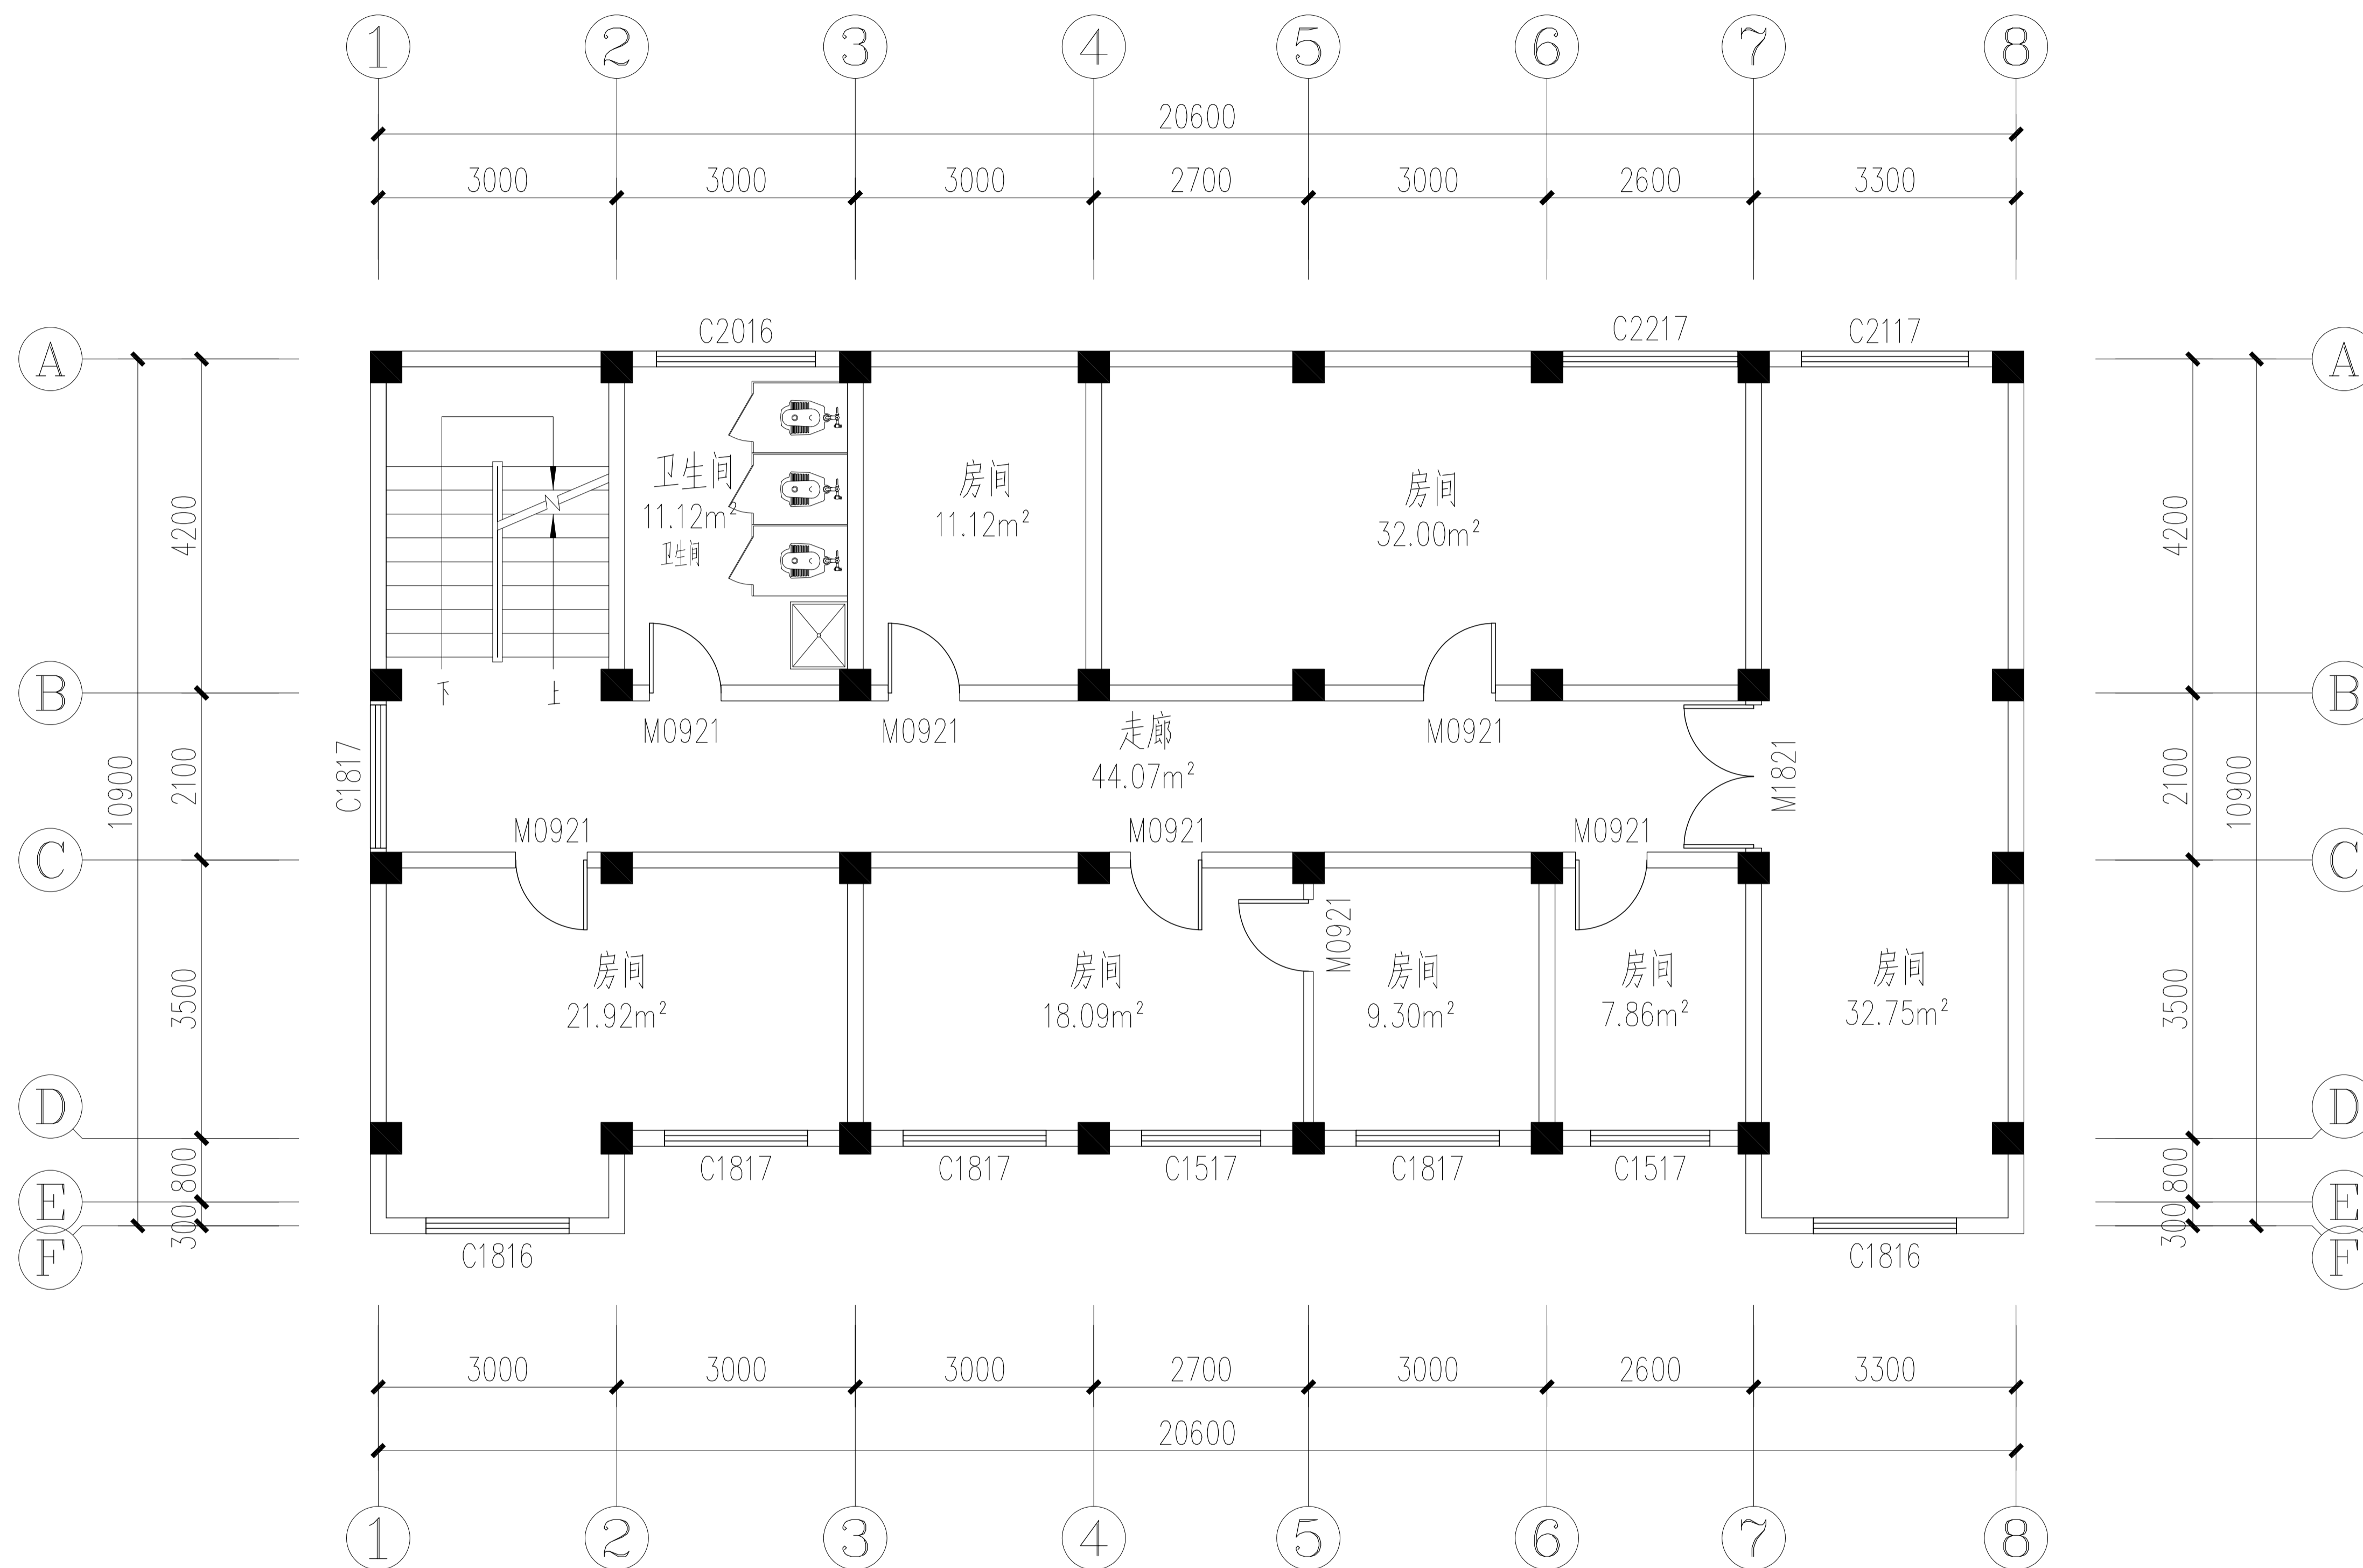 1 2 3 4 5 6 7 8
20600
3000 3000 3000 2700 3000 2600 3300
C2016 C2217 C2117
A A
卫生间
11.12m²
卫生间
房间
11.12m²
房间
32.00m²
4200 4200
下 上
B B
M0921 M0921 M0921
走廊
44.07m²
C1817
M1821
10900 2100 2100 10900
M0921 M0921 M0921
C C
M0921
房间
21.92m²
房间
18.09m²
房间
9.30m²
房间
7.86m²
房间
32.75m²
3500 3500
D D
C1817 C1817 C1517 C1817 C1517
800 800
E E
300 300
F F
C1816 C1816
3000 3000 3000 2700 3000 2600 3300
20600
1 2 3 4 5 6 7 8